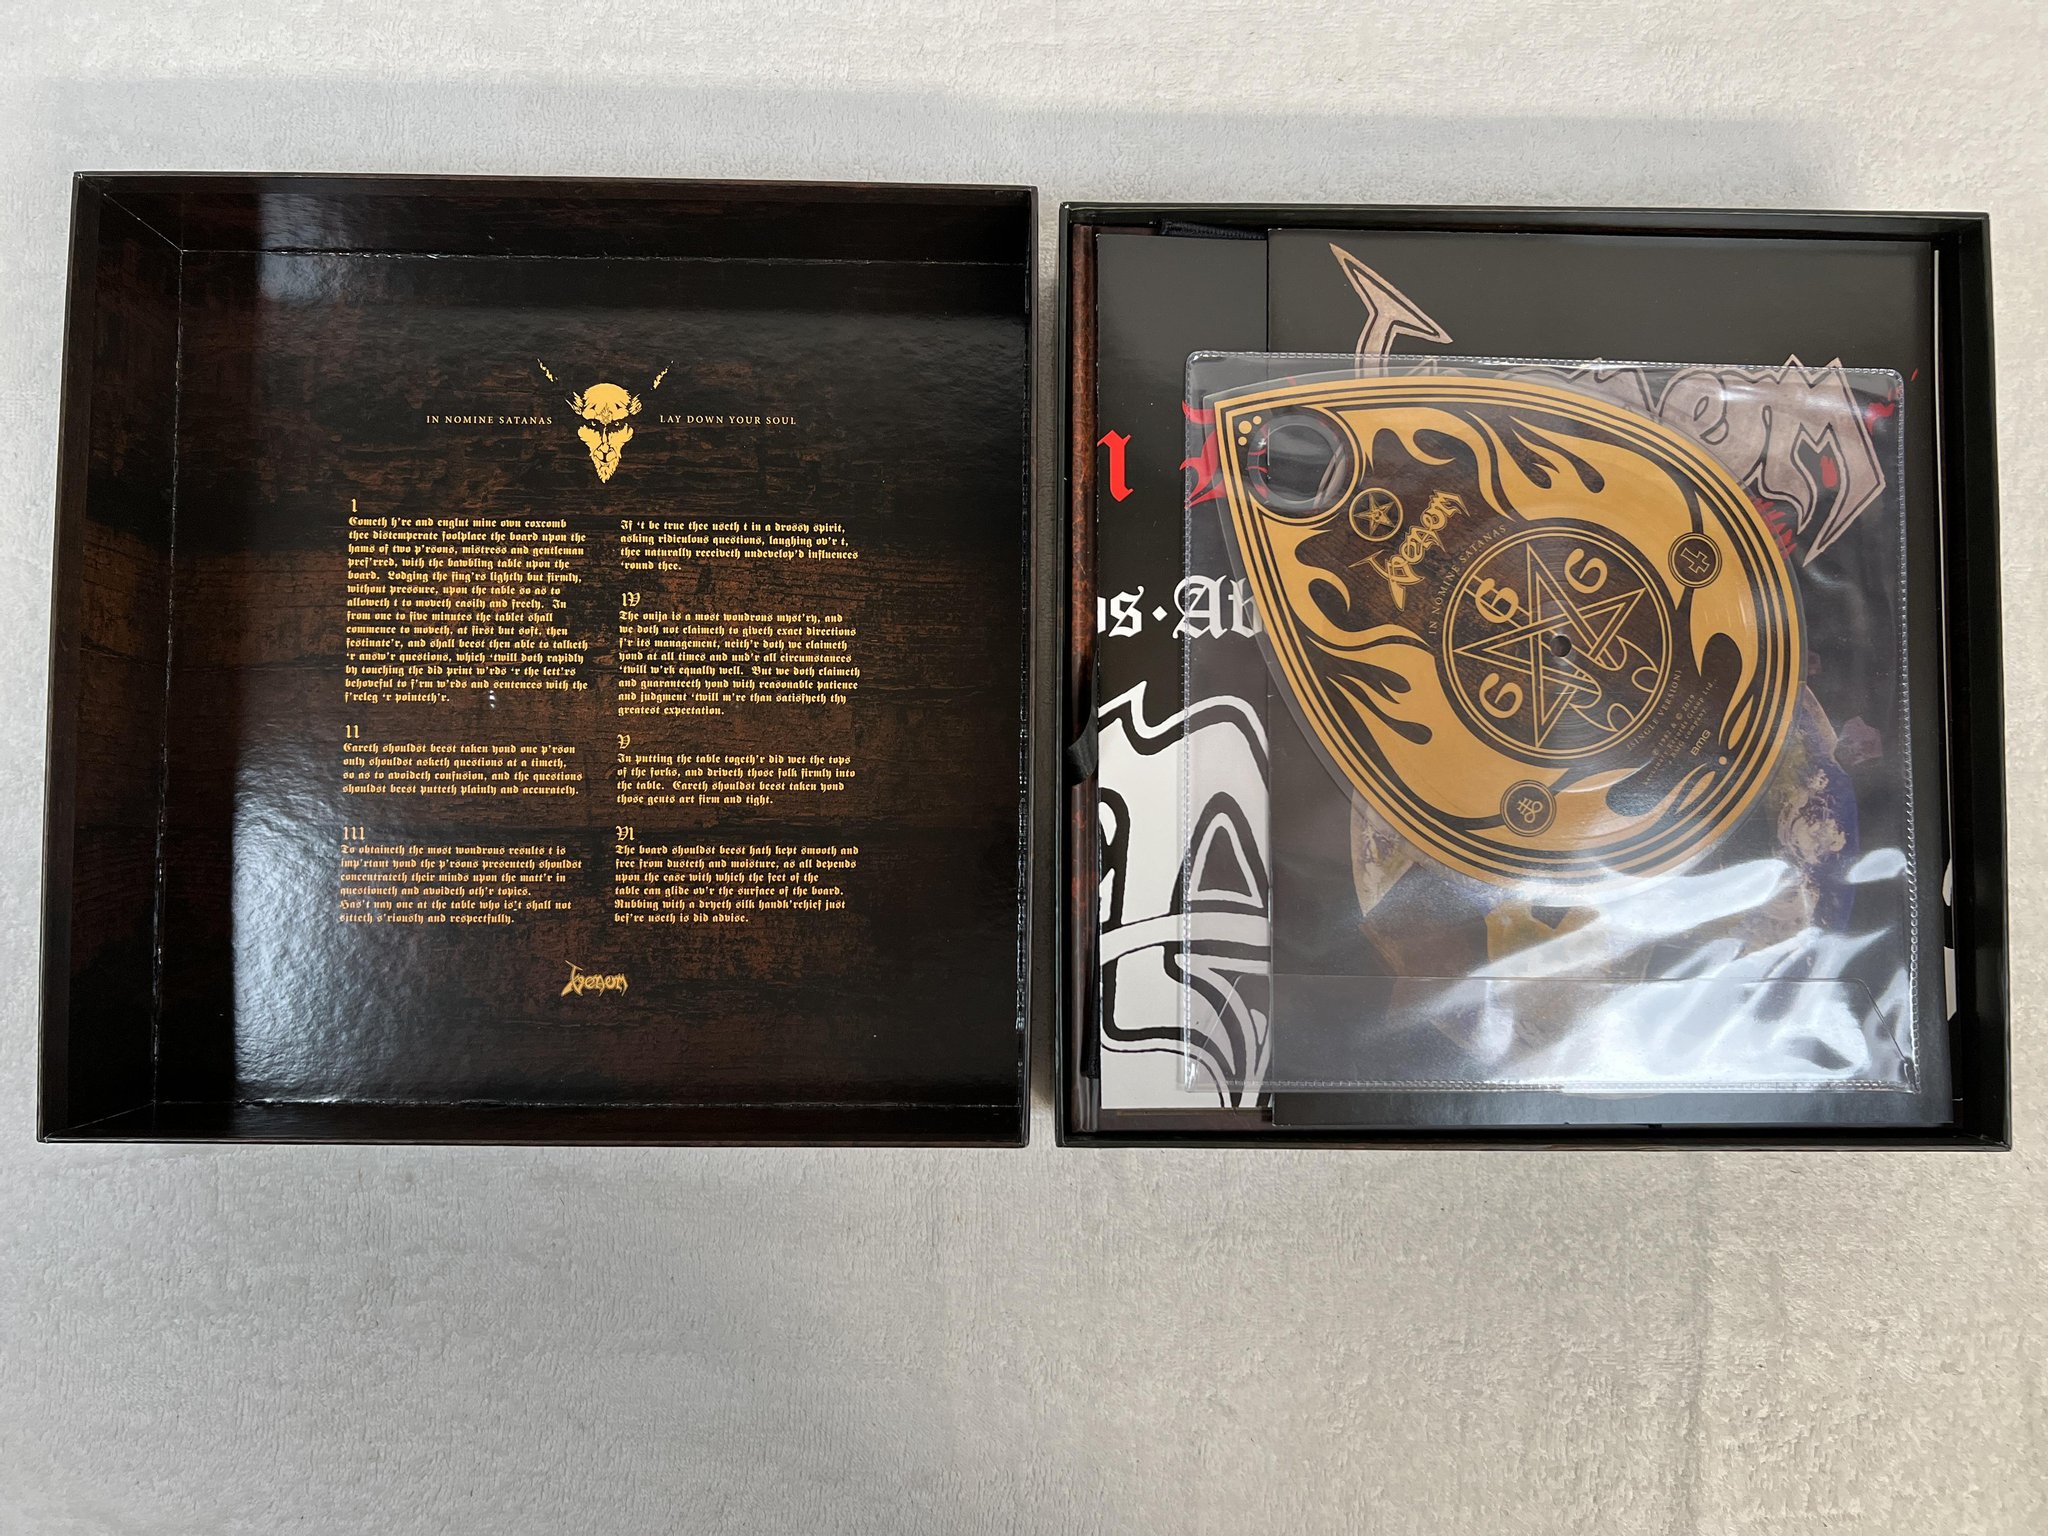 IN NOMINE SATANAS
LAY DOWN YOUR SOUL
I
Cometh h're and englut mine own coxcomb
thee distemperate foolplace the board upon the
hams of two p'rsons, mistress and gentleman
pref'rred, with the bawbling table upon the
board. Lodging the fing'rs lightly but firmly,
without pressure, upon the table so as to
alloweth t to moveth easily and freely. In
from one to five minutes the tablet shall
commence to moveth, at first but soft, then
festinate'r, and shall beest then able to talketh
'r answ'r questions, which 'twill doth rapidly
by touching the did print w'rds 'r the lett'rs
behoveful to f'rm w'rds and sentences with the
f'releg 'r pointeth'r.
II
Careth shouldst beest taken yond one p'rson
only shouldst asketh questions at a timeth,
so as to avoideth confusion, and the questions
shouldst beest putteth plainly and accurately.
III
To obtaineth the most wondrous results t is
imp'rtant yond the p'rsons presenteth shouldst
concentrateth their minds upon the matt'r in
questioneth and avoideth oth'r topics.
Has't nay one at the table who is't shall not
sitteth s'riously and respectfully.
If 't be true thee useth t in a drossy spirit,
asking ridiculous questions, laughing ov'r t,
thee naturally receiveth undevelop'd influences
'round thee.
IV
The ouija is a most wondrous myst'ry, and
we doth not claimeth to giveth exact directions
f'r its management, neith'r doth we claimeth
yond at all times and und'r all circumstances
'twill w'rk equally well. But we doth claimeth
and guaranteeth yond with reasonable patience
and judgment 'twill m're than satisfyeth thy
greatest expectation.
V
In putting the table togeth'r did wet the tops
of the forks, and driveth those folk firmly into
the table. Careth shouldst beest taken yond
those gents art firm and tight.
VI
The board shouldst beest hath kept smooth and
free from dusteth and moisture, as all depends
upon the ease with which the feet of the
table can glide ov'r the surface of the board.
Rubbing with a dryeth silk handk'rchief just
bef're useth is did advise.
Venom
Venom
os·Ab
Venom
IN NOMINE SATANAS
(SINGLE VERSION)
BMG